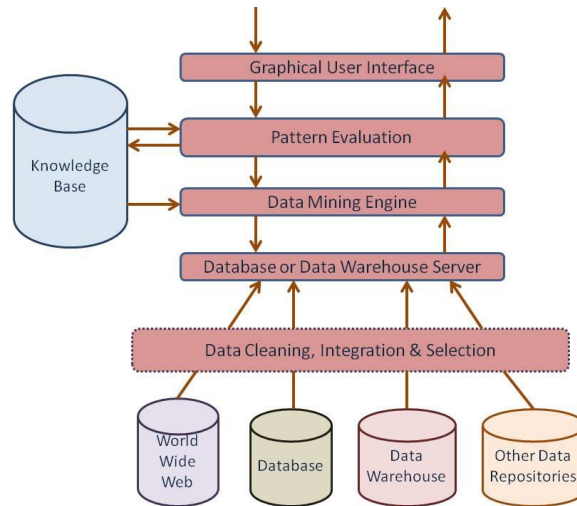 Graphical User Interface
Pattern Evaluation
Knowledge
Base
Data Mining Engine
Database or Data Warehouse Server
Data Cleaning, Integration & Selection
World
Wide
Web
Database
Data
Warehouse
Other Data
Repositories